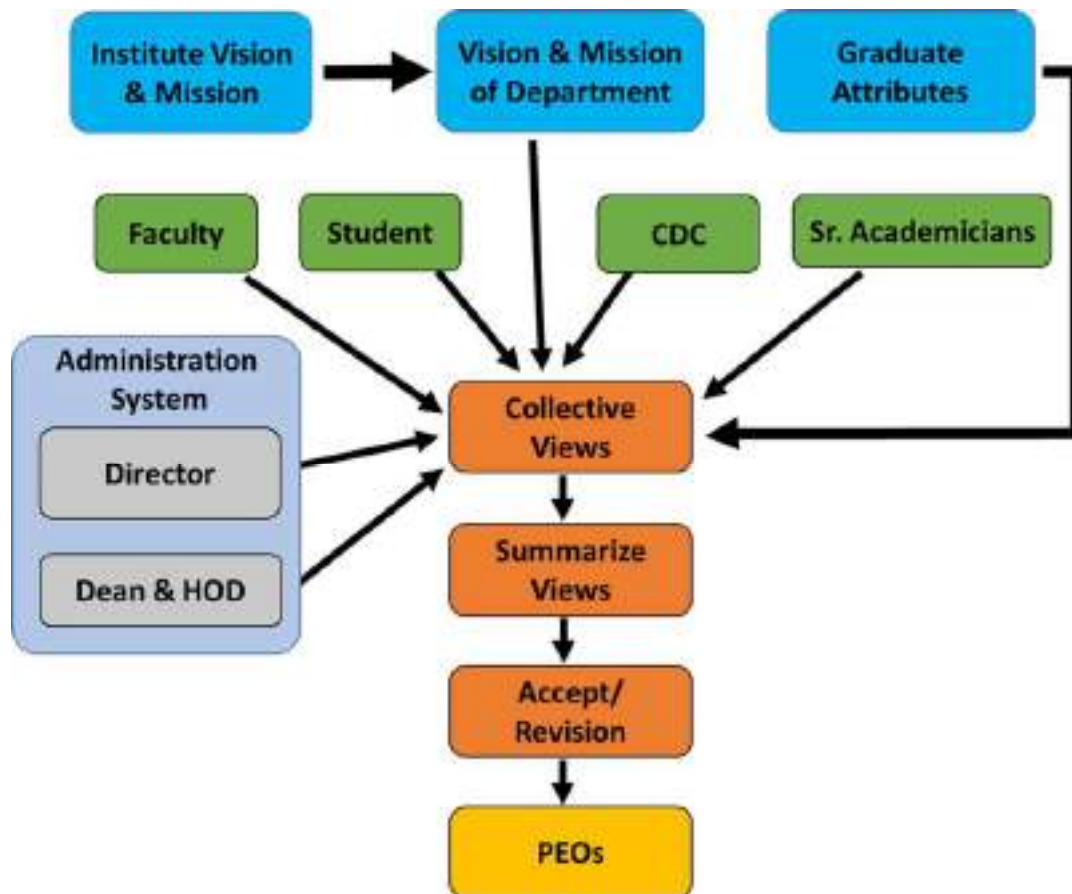 Institute Vision
& Mission
Vision & Mission
of Department
Graduate
Attributes
Faculty
Student
CDC
Sr. Academicians
Administration
System
Director
Dean & HOD
Collective
Views
Summarize
Views
Accept/
Revision
PEOs